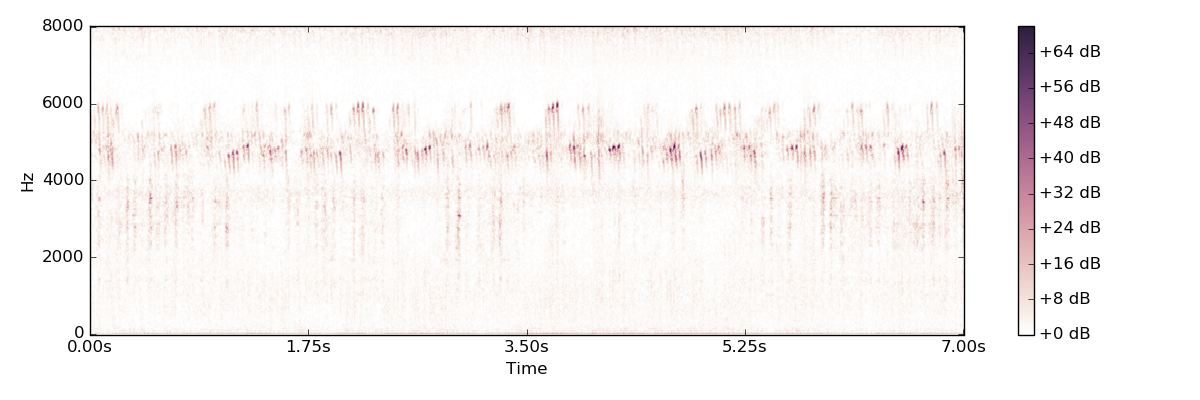 8000
6000
4000
2000
0
Hz
0.00s 1.75s 3.50s 5.25s 7.00s
Time
+64 dB
+56 dB
+48 dB
+40 dB
+32 dB
+24 dB
+16 dB
+8 dB
+0 dB